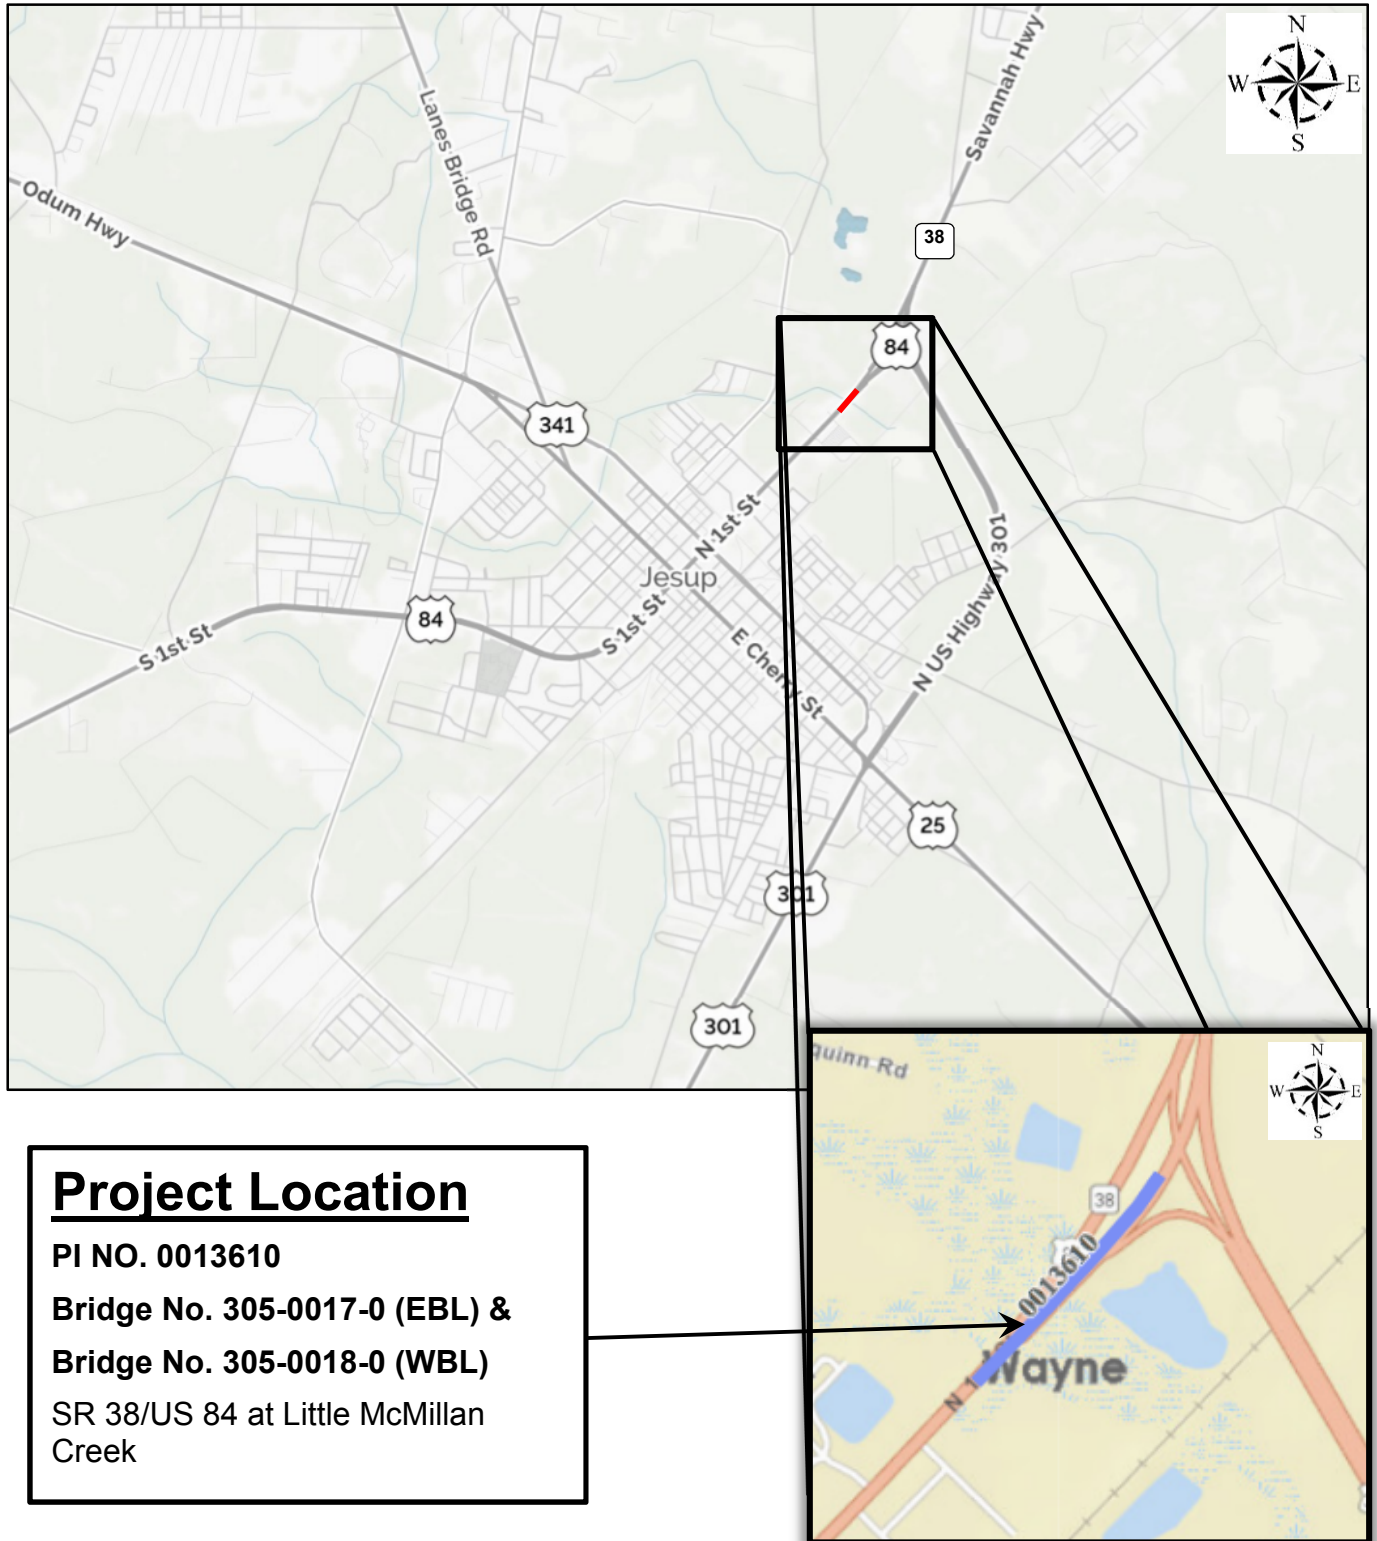 N
W
E
S
Savannah Hwy
Lanes Bridge Rd
Odum Hwy
38
84
341
N 1st St
Jesup
N US Highway 301
84
S 1st St
S 1st St
E Cherry St
25
301
301
quinn Rd
N
W
E
S
38
0013610
Wayne
N 1
Project Location
PI NO. 0013610
Bridge No. 305-0017-0 (EBL) &
Bridge No. 305-0018-0 (WBL)
SR 38/US 84 at Little McMillan
Creek